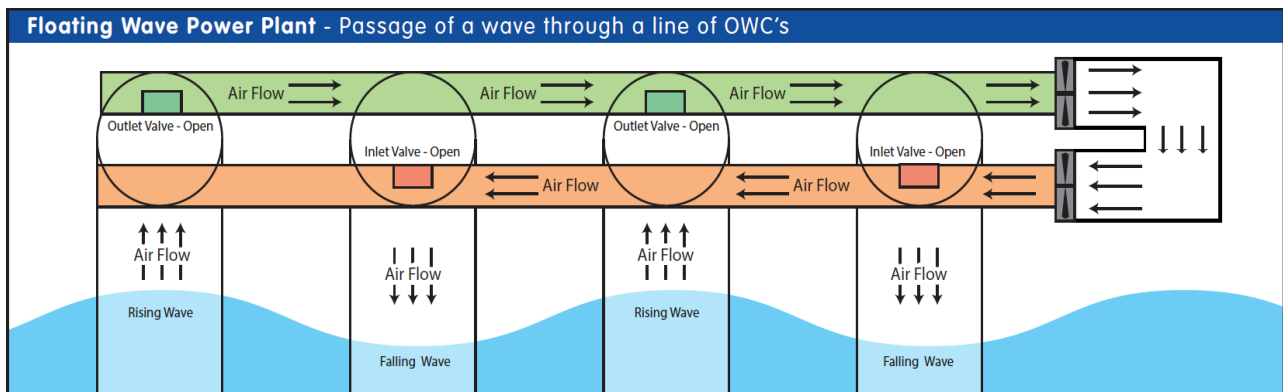 Floating Wave Power Plant - Passage of a wave through a line of OWC's
Air Flow
Air Flow
Air Flow
Outlet Valve - Open
Outlet Valve - Open
Inlet Valve - Open
Inlet Valve - Open
Air Flow
Air Flow
Air Flow
Air Flow
Air Flow
Air Flow
Rising Wave
Rising Wave
Falling Wave
Falling Wave